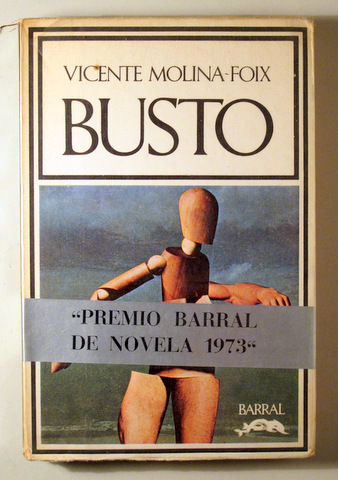 VICENTE MOLINA-FOIX
BUSTO
“PREMIO BARRAL
DE NOVELA 1973“
BARRAL